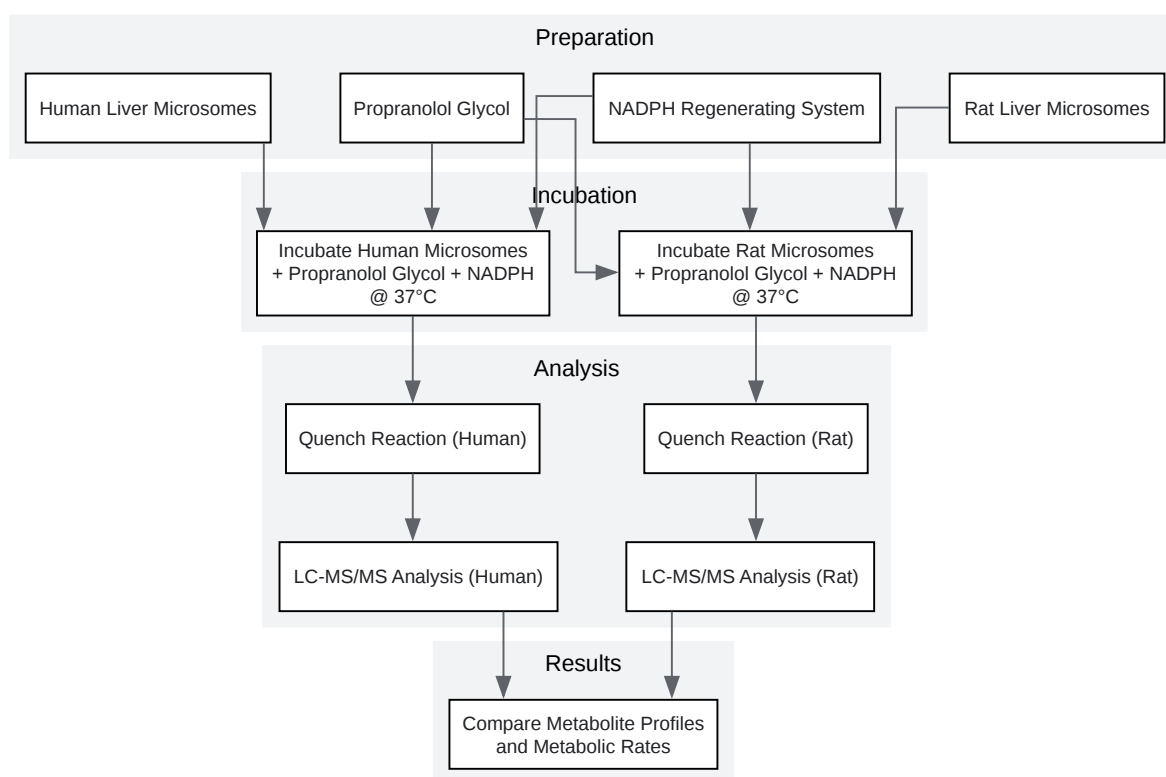 Preparation
Human Liver Microsomes
Propranolol Glycol
NADPH Regenerating System
Rat Liver Microsomes
Incubation
Incubate Human Microsomes
+ Propranolol Glycol + NADPH
@ 37°C
Incubate Rat Microsomes
+ Propranolol Glycol + NADPH
@ 37°C
Analysis
Quench Reaction (Human)
Quench Reaction (Rat)
LC-MS/MS Analysis (Human)
LC-MS/MS Analysis (Rat)
Results
Compare Metabolite Profiles
and Metabolic Rates